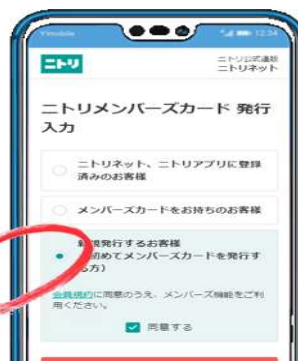 Y!mobile 12:34
ニトリ
ニトリ公式通販
ニトリネット
ニトリメンバーズカード 発行
入力
ニトリネット、ニトリアプリに登録
済みのお客様
メンバーズカードをお持ちのお客様
新規発行するお客様
初めてメンバーズカードを発行す
る方）
会員規約に同意のうえ、メンバーズ機能をご利
用ください。
同意する